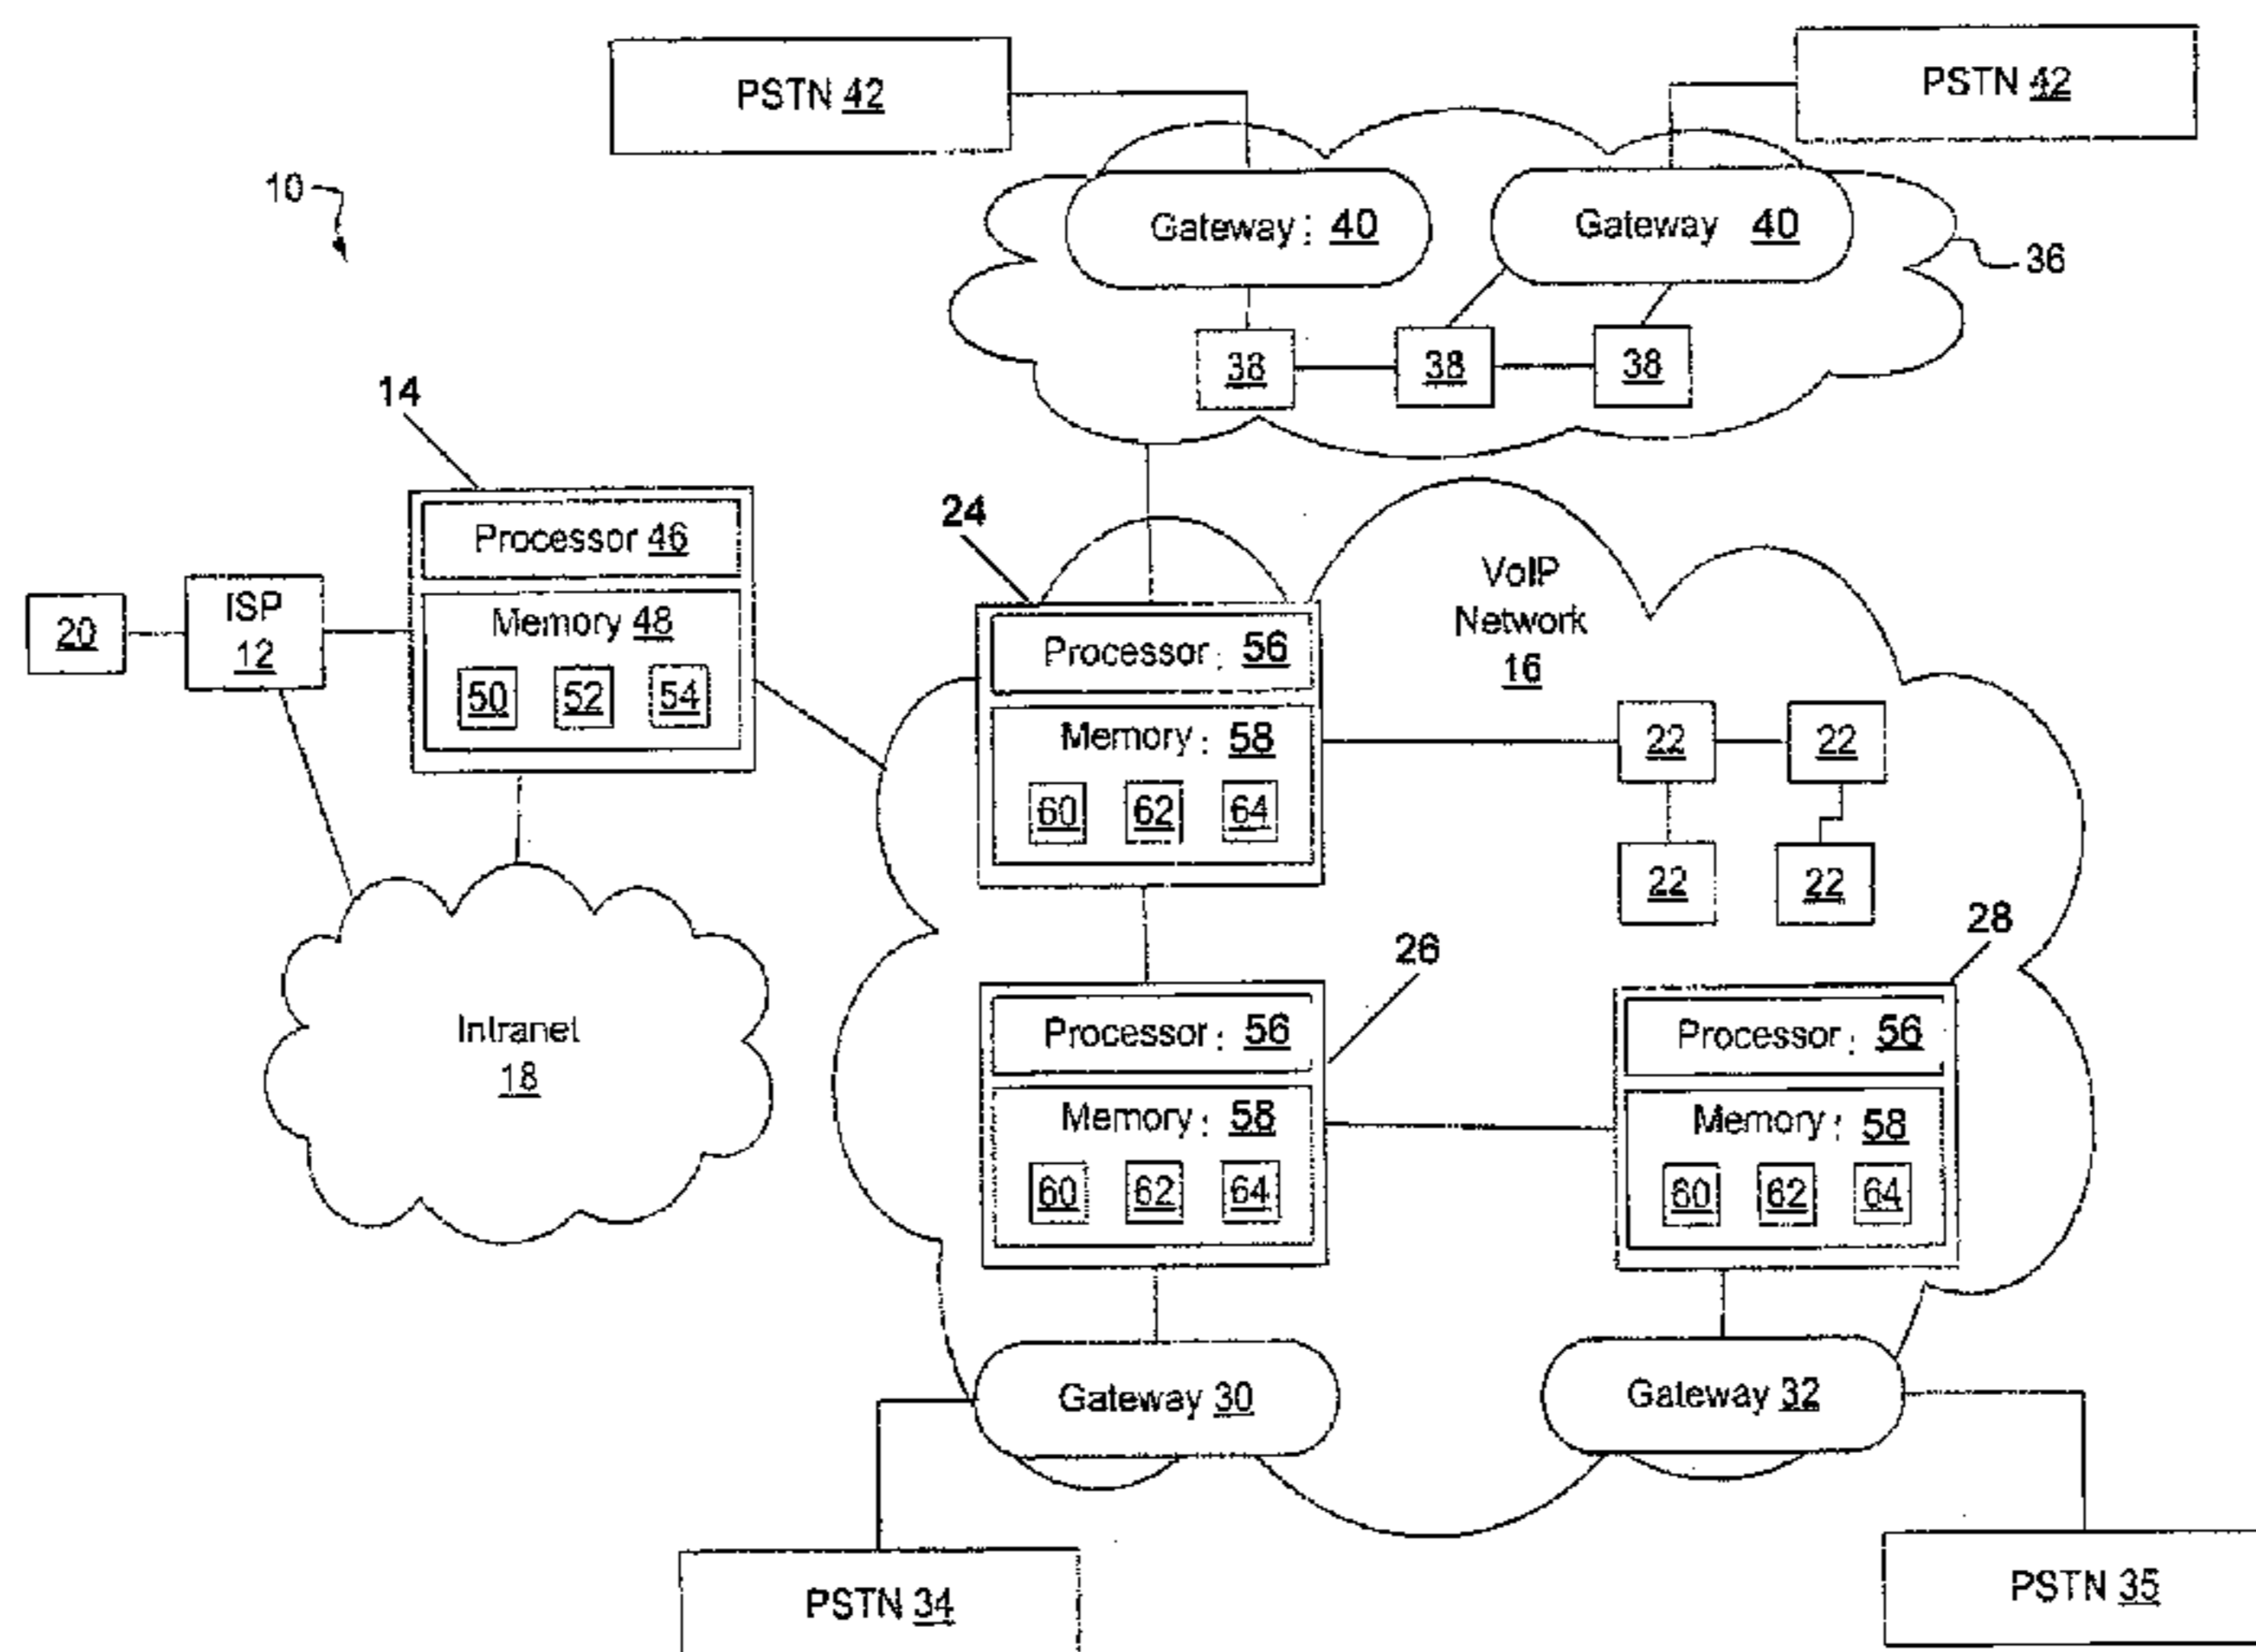 PSTN 42
PSTN 42
10
Gateway: 40
Gateway 40
36
38
38
38
14
Processor 46
Memory 48
50 52 54
20
ISP
12
24
Processor: 56
Memory: 58
60 62 64
VoIP
Network
16
22
22
22
22
Intranet
18
26
Processor: 56
Memory: 58
60 62 64
28
Processor: 56
Memory: 58
60 62 64
Gateway 30
Gateway 32
PSTN 34
PSTN 35